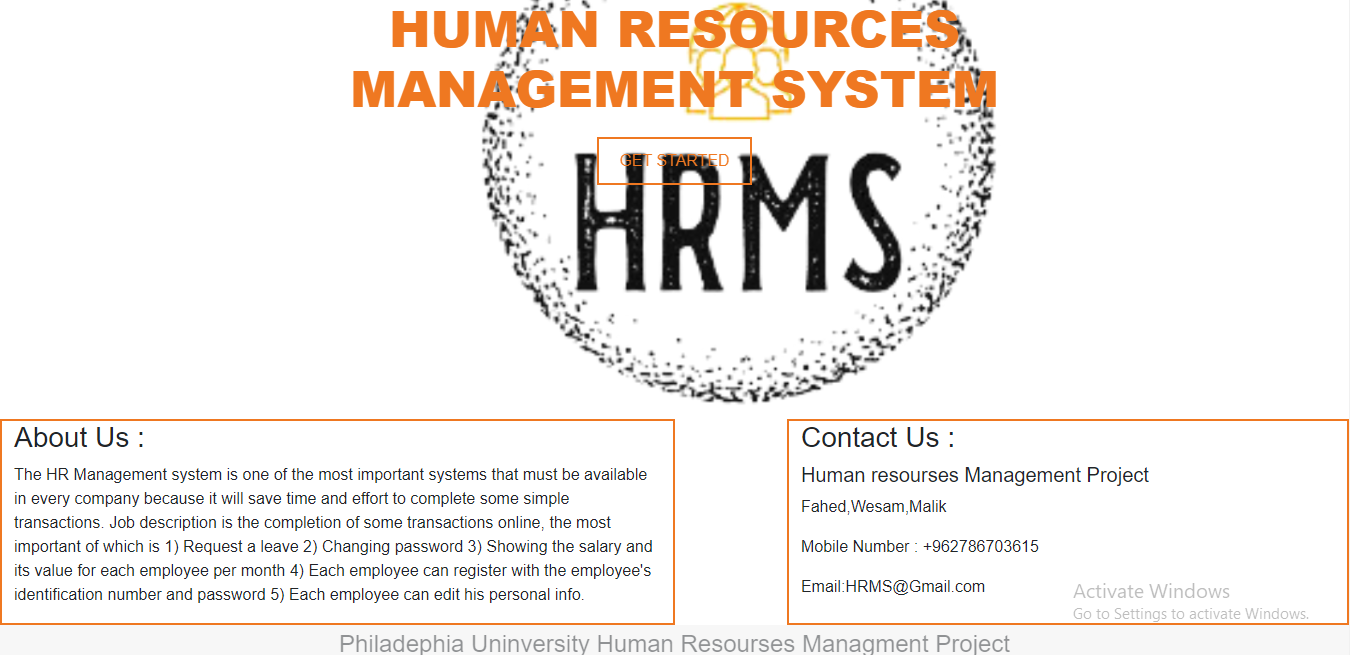 HUMAN RESOURCES
MANAGEMENT SYSTEM
GET STARTED
HRMS
About Us :
The HR Management system is one of the most important systems that must be available
in every company because it will save time and effort to complete some simple
transactions. Job description is the completion of some transactions online, the most
important of which is 1) Request a leave 2) Changing password 3) Showing the salary and
its value for each employee per month 4) Each employee can register with the employee's
identification number and password 5) Each employee can edit his personal info.
Contact Us :
Human resourses Management Project
Fahed,Wesam,Malik
Mobile Number : +962786703615
Email:HRMS@Gmail.com
Activate Windows
Go to Settings to activate Windows.
Philadephia Uninversity Human Resourses Managment Project